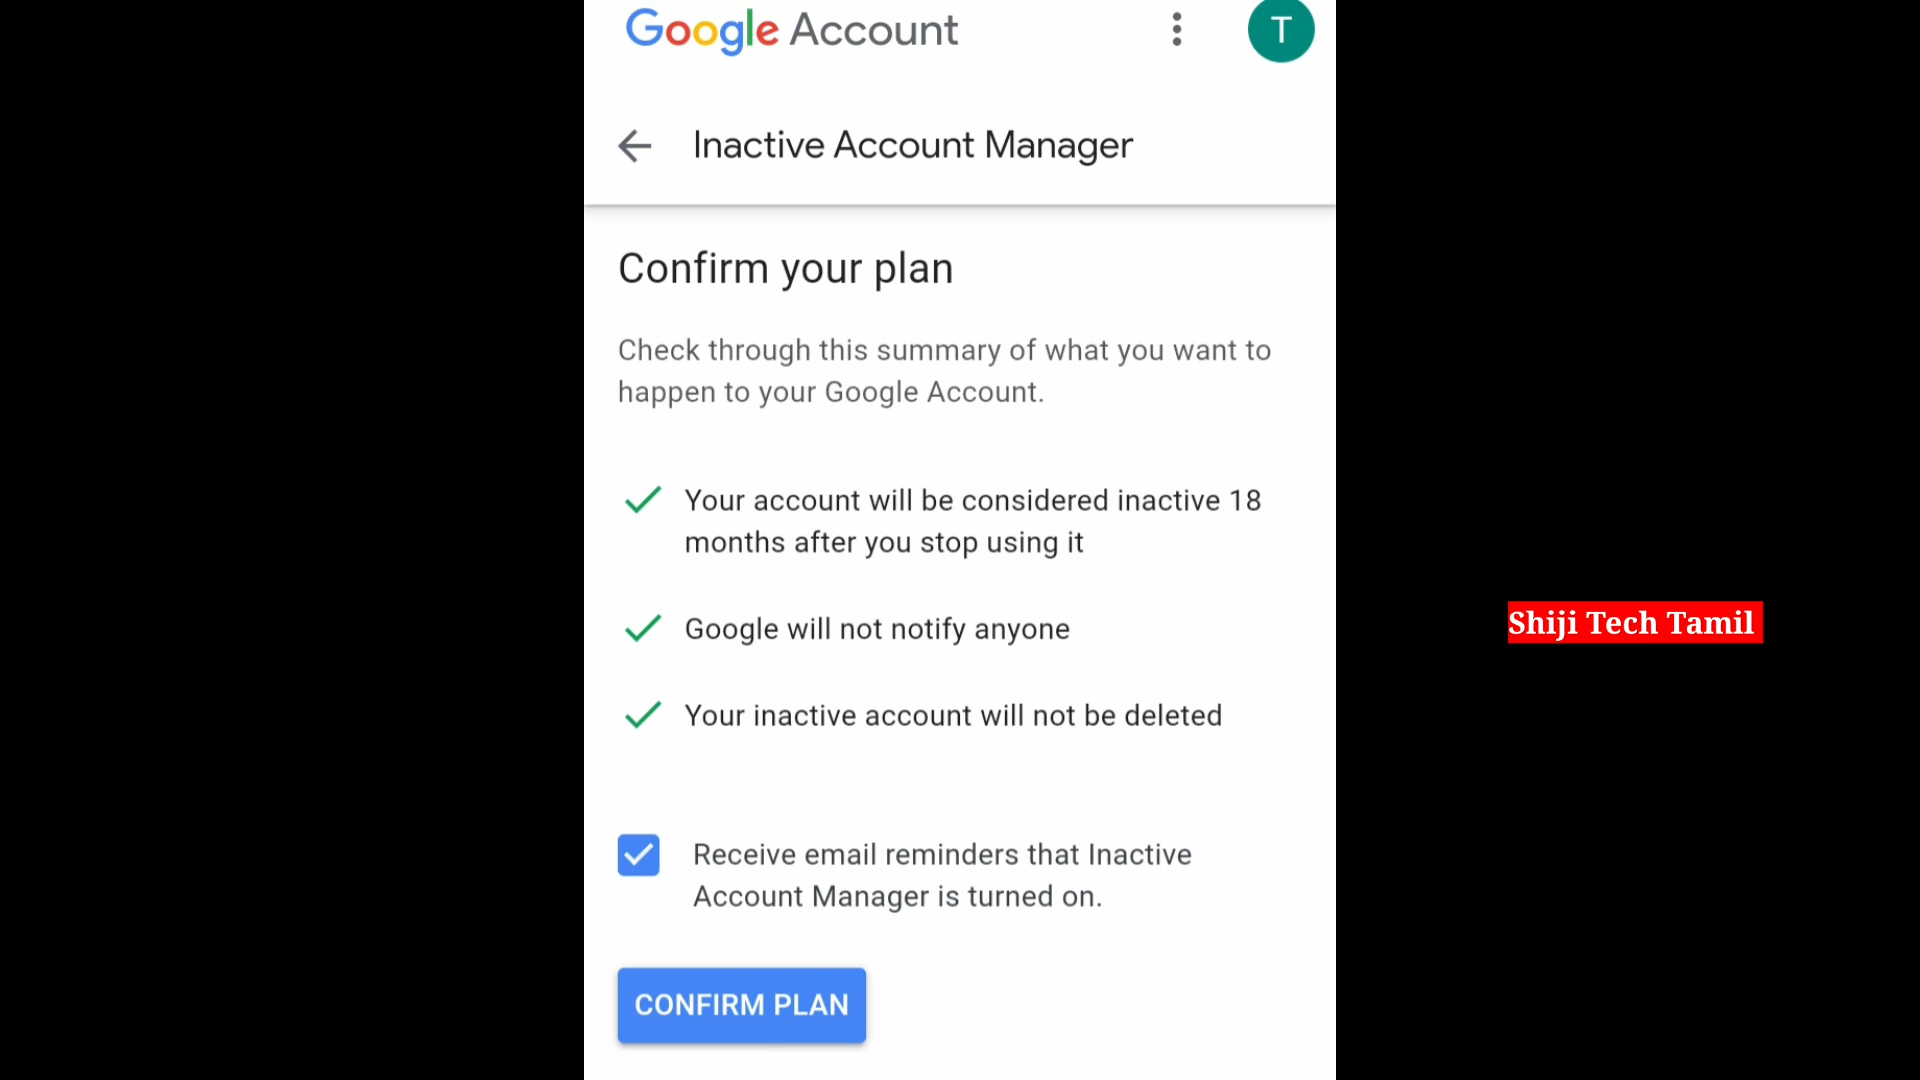 Google Account
T
Inactive Account Manager
Confirm your plan
Check through this summary of what you want to
happen to your Google Account.
Your account will be considered inactive 18
months after you stop using it
Google will not notify anyone
Your inactive account will not be deleted
Receive email reminders that Inactive
Account Manager is turned on.
CONFIRM PLAN
Shiji Tech Tamil